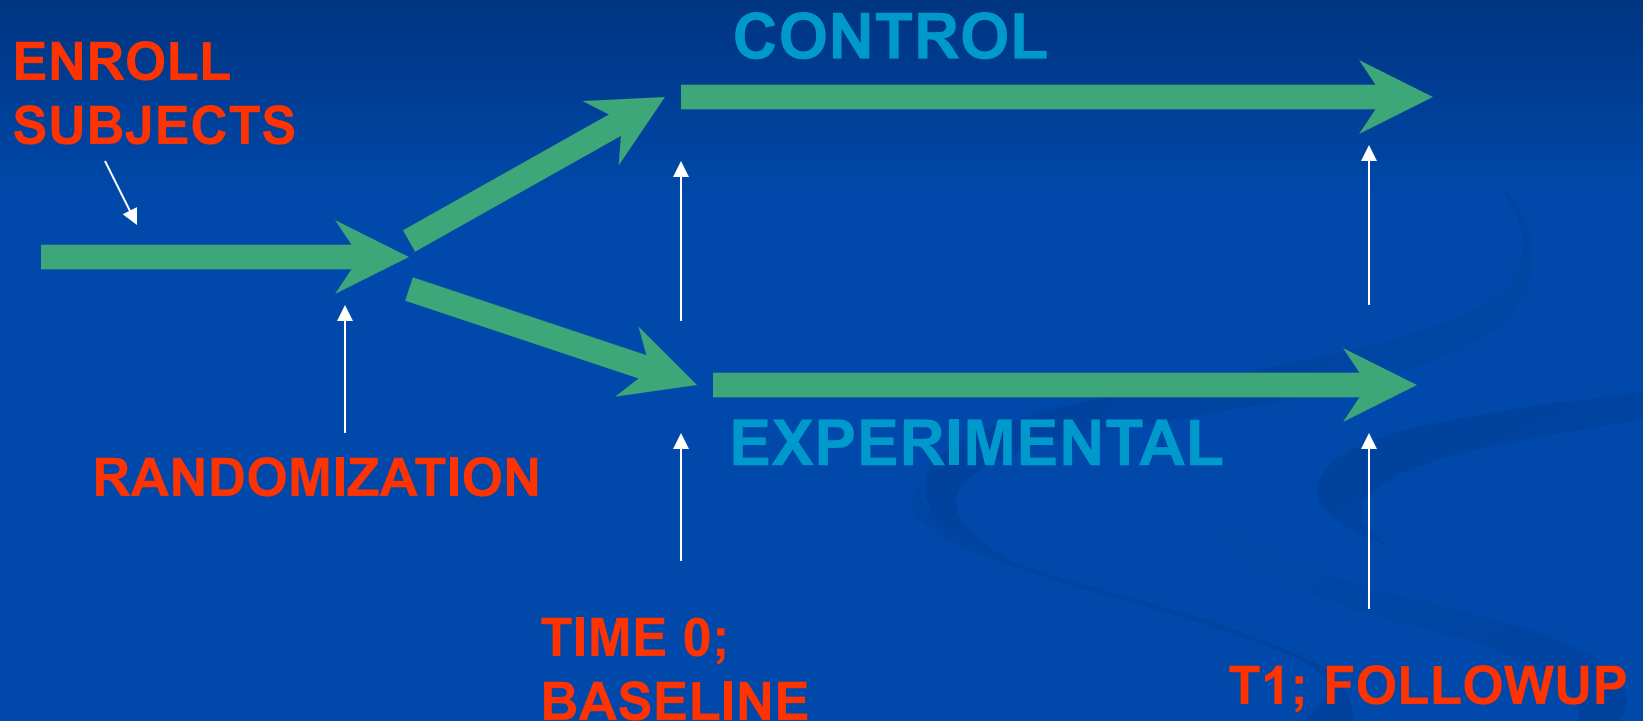 CONTROL
ENROLL
SUBJECTS
EXPERIMENTAL
RANDOMIZATION
TIME 0;
BASELINE
T1; FOLLOWUP